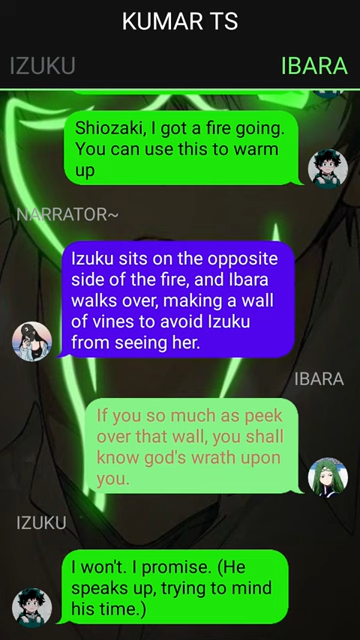 KUMAR TS
IZUKU
IBARA
Shiozaki, I got a fire going.
You can use this to warm
up
NARRATOR~
Izuku sits on the opposite
side of the fire, and Ibara
walks over, making a wall
of vines to avoid Izuku
from seeing her.
IBARA
If you so much as peek
over that wall, you shall
know god's wrath upon
you.
IZUKU
I won't. I promise. (He
speaks up, trying to mind
his time.)